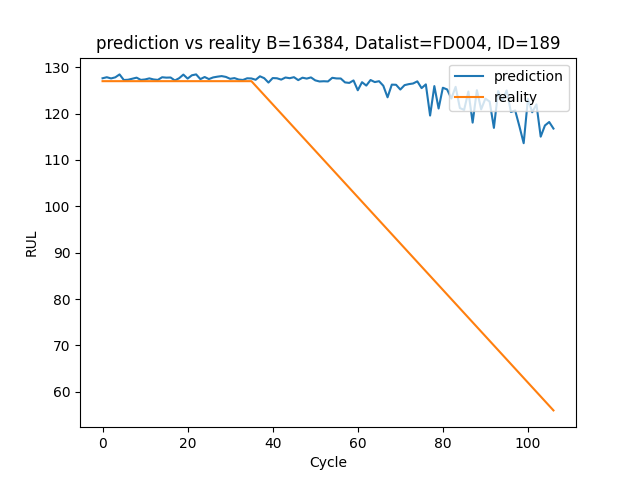 prediction vs reality B=16384, Datalist=FD004, ID=189
prediction
reality
130
120
110
100
90
80
70
60
RUL
0 20 40 60 80 100
Cycle